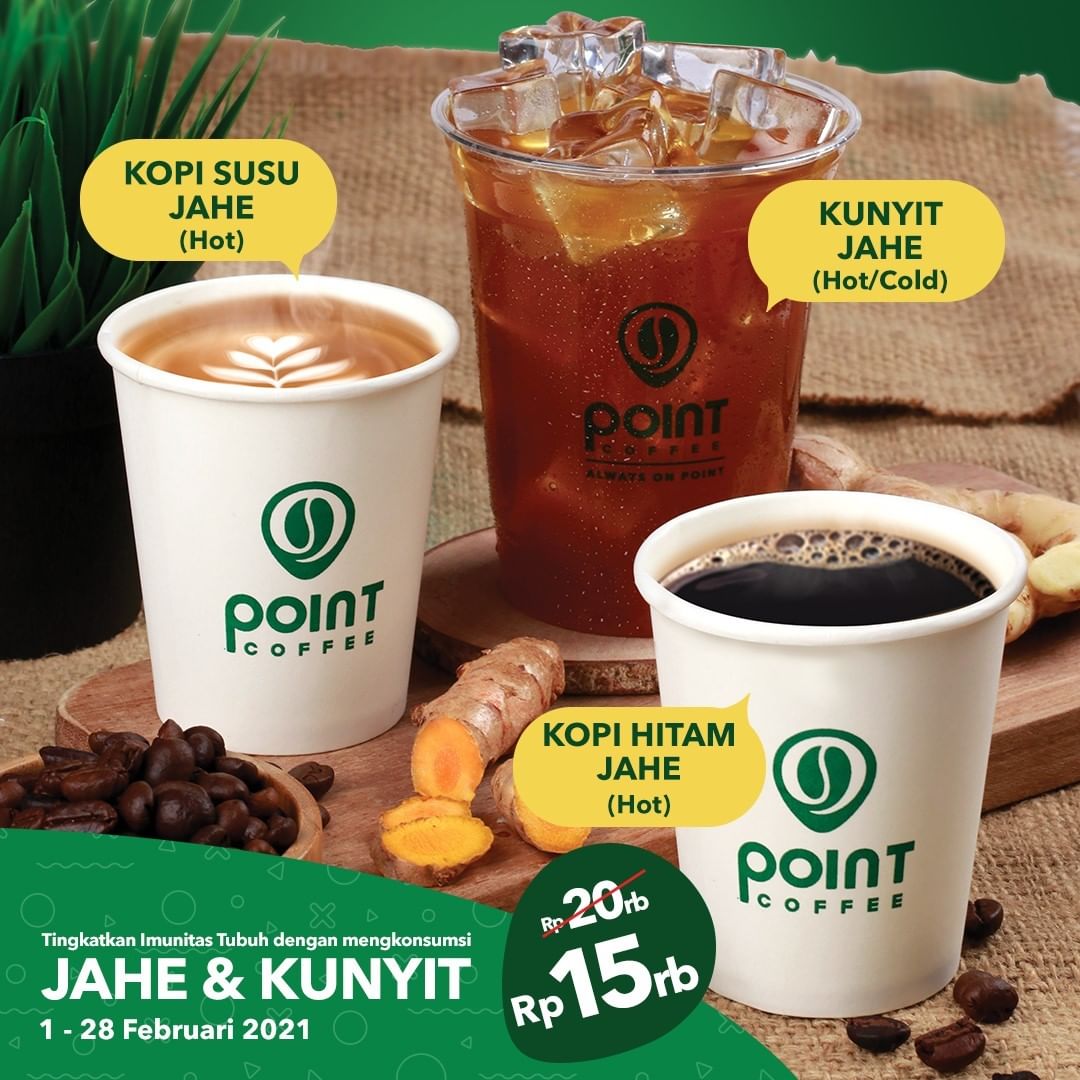 KOPI SUSU
JAHE
(Hot)
KUNYIT
JAHE
(Hot/Cold)
POINT
COFFEE
ALWAYS ON POINT
POINT
COFFEE
KOPI HITAM
JAHE
(Hot)
POINT
COFFEE
Tingkatkan Imunitas Tubuh dengan mengkonsumsi
JAHE & KUNYIT
1 - 28 Februari 2021
Rp 20rb
Rp 15rb